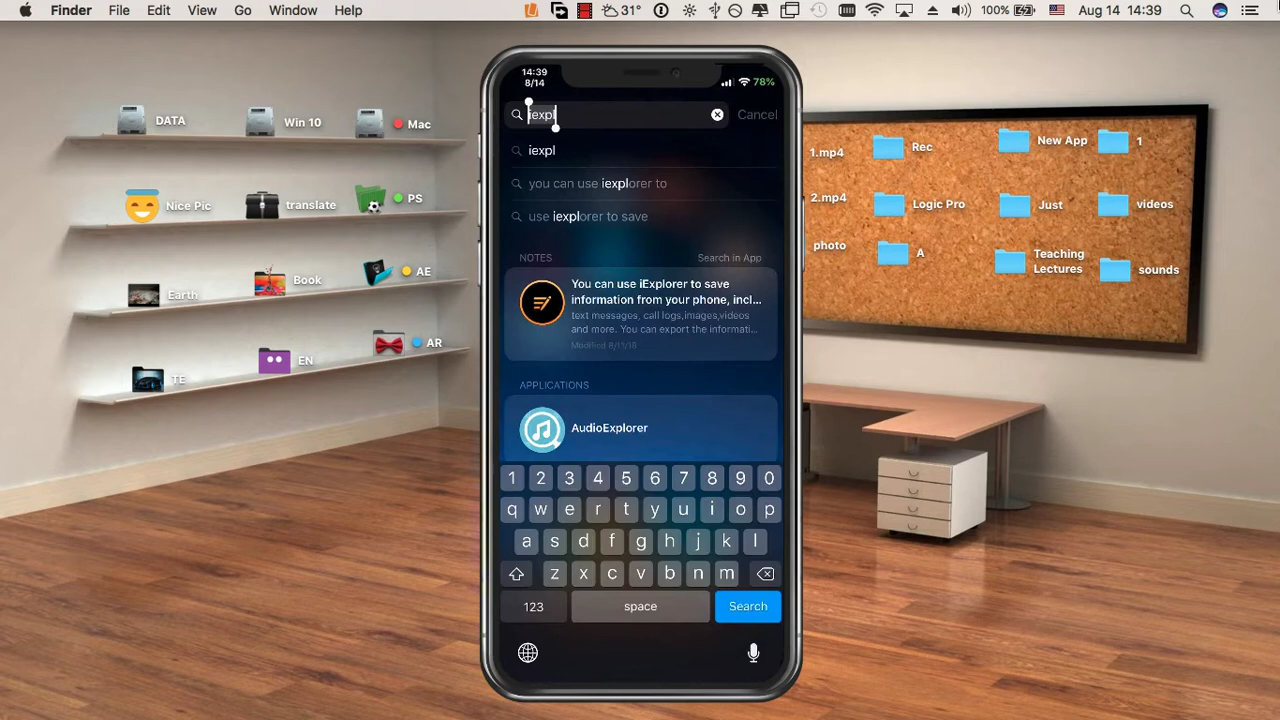 Finder File Edit View Go Window Help 31° 100% Aug 14 14:39
DATA Win 10 Mac
Nice Pic translate PS
Earth Book AE
TE EN AR
14:39
8/14
78%
iexpl
Cancel
iexpl
you can use iexplorer to
use iexplorer to save
NOTES Search in App
You can use iExplorer to save
information from your phone, incl...
text messages, call logs,images,videos
and more. You can export the informati...
Modified 8/11/18
APPLICATIONS
AudioExplorer
1 2 3 4 5 6 7 8 9 0
q w e r t y u i o p
a s d f g h j k l
z x c v b n m
123 space Search
1.mp4 Rec New App 1
2.mp4 Logic Pro Just videos
photo A Teaching
Lectures sounds